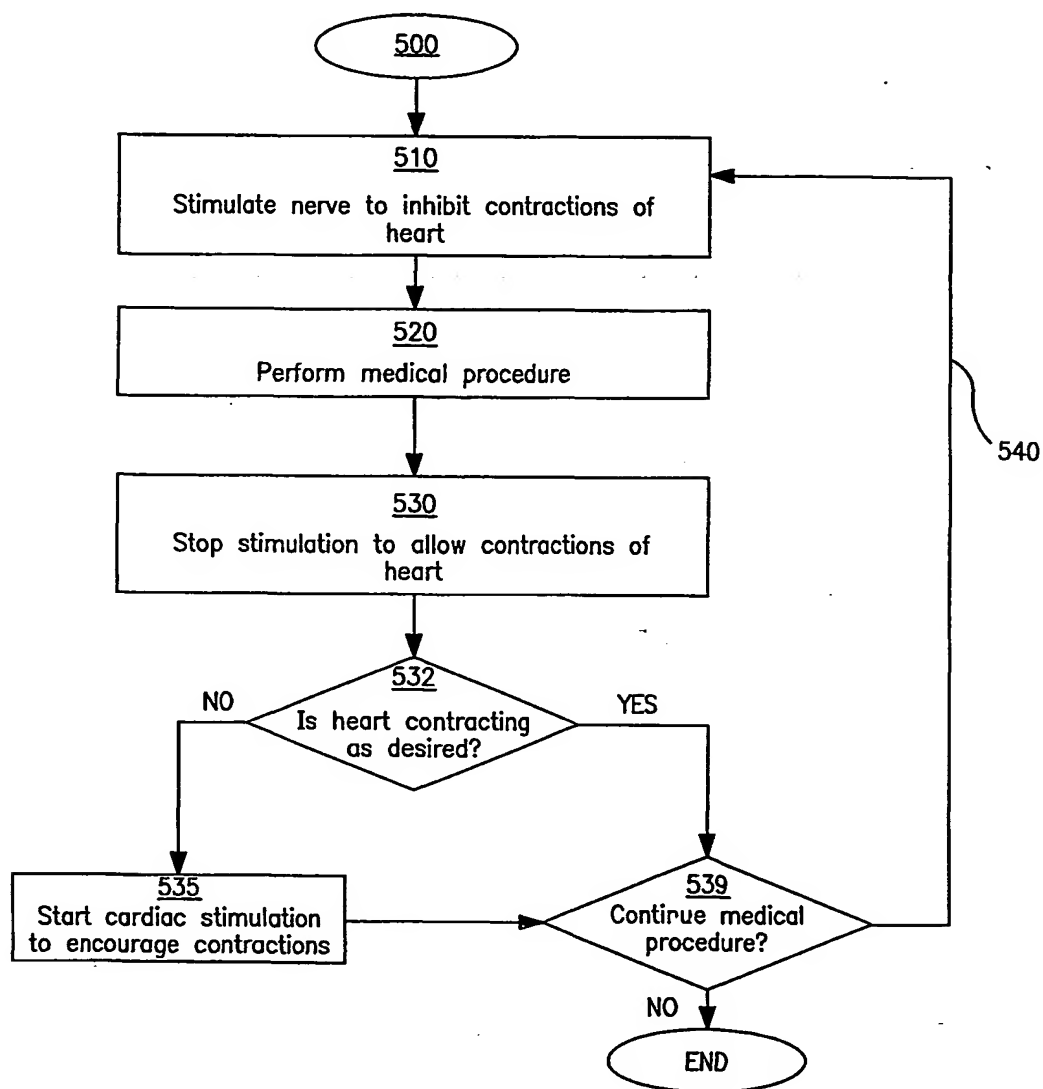 500
510
Stimulate nerve to inhibit contractions of
heart
520
Perform medical procedure
530
Stop stimulation to allow contractions of
heart
540
532
Is heart contracting
as desired?
NO
YES
535
Start cardiac stimulation
to encourage contractions
539
Continue medical
procedure?
NO
END